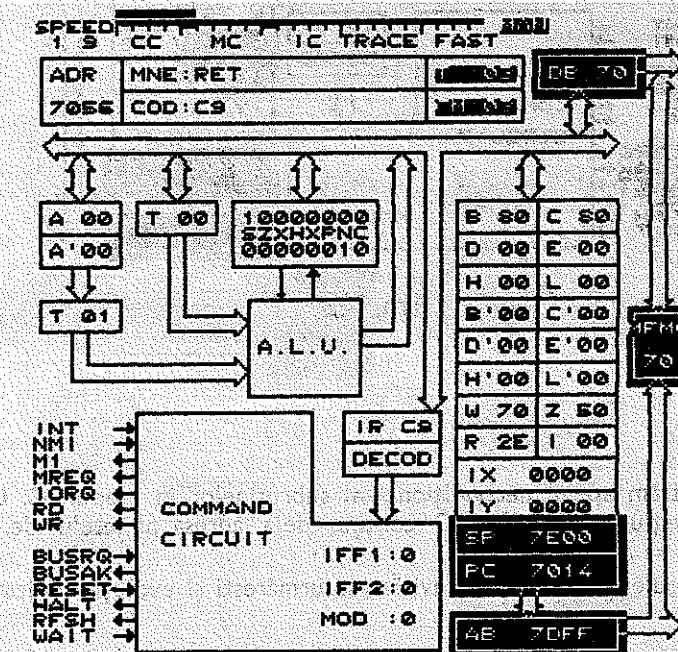 SPEED
1 9 CC MC IC TRACE FAST
ADR MNE:RET
7056 COD:C9
DB 70
A 00 T 00 10000000 B 80 C 80
A'00 SZXHXPNC D 00 E 00
00000010
H 00 L 00
T 01 B'00 C'00
A.L.U. D'00 E'00
MEMO
70
H'00 L'00
W 70 Z 50
INT IR C9 R 2E I 00
NMI
M1 DECOD IX 0000
MREQ
IORQ
RD COMMAND IY 0000
WR
CIRCUIT SP 7E00
BUSRQ IFF1:0
BUSAK PC 7014
RESET IFF2:0
HALT
RFSH MOD :0
WAIT AB 7DFF